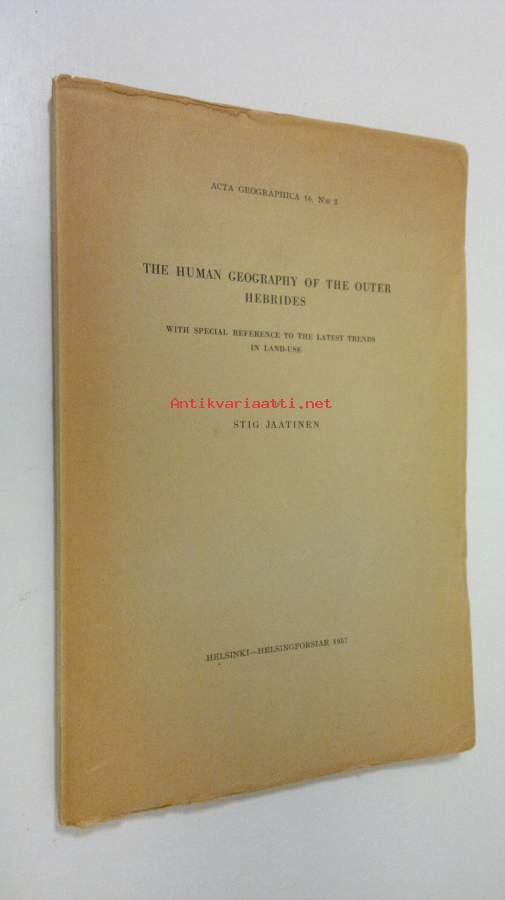 ACTA GEOGRAPHICA 16, N:o 2
THE HUMAN GEOGRAPHY OF THE OUTER
HEBRIDES
WITH SPECIAL REFERENCE TO THE LATEST TRENDS
IN LAND-USE
Antikvariaatti.net
STIG JAATINEN
HELSINKI—HELSINGFORSIAE 1957